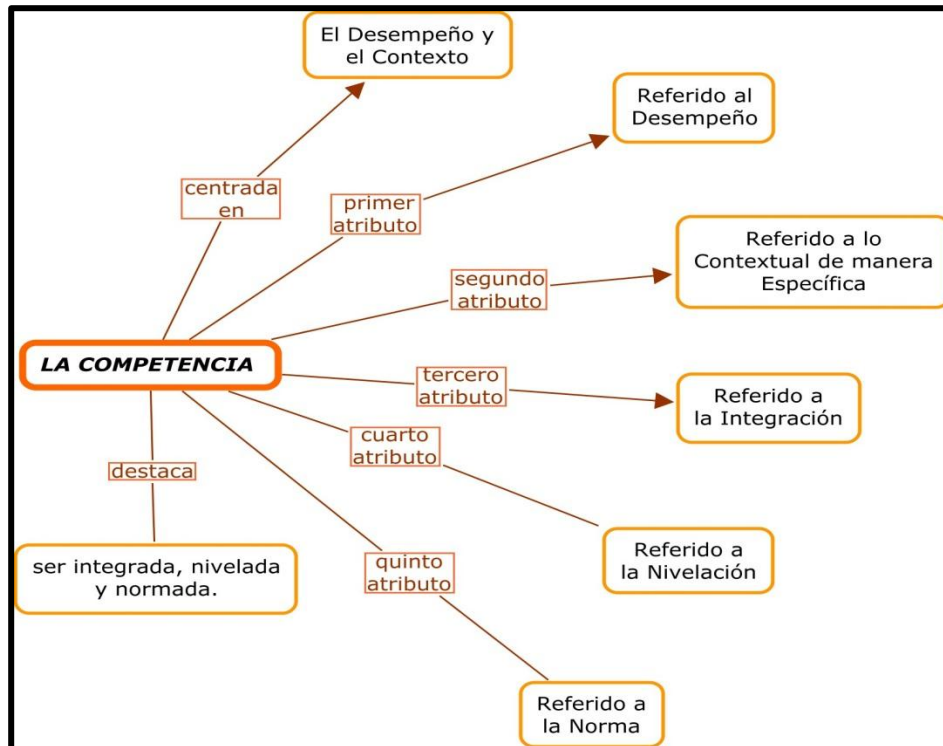 El Desempeño y
el Contexto
Referido al
Desempeño
centrada
en
primer
atributo
Referido a lo
Contextual de manera
Específica
segundo
atributo
LA COMPETENCIA
tercero
atributo
Referido a
la Integración
cuarto
atributo
destaca
ser integrada, nivelada
y normada.
Referido a
la Nivelación
quinto
atributo
Referido a
la Norma